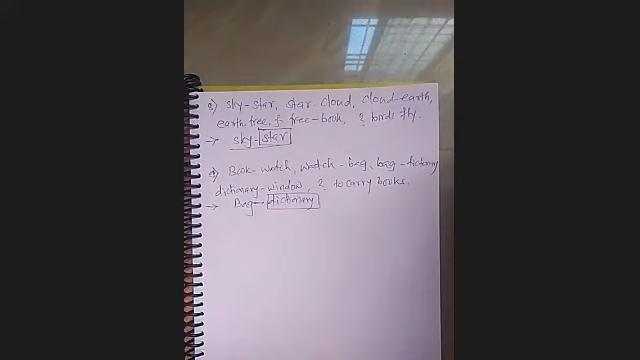 Q) sky-star, star-cloud, cloud-earth,
earth-tree, & tree-book, ? birds fly.
→ sky-star
Q) Book-watch, watch-bag, bag-dictionary
dictionary-window, ? to carry books.
→ Bag-dictionary